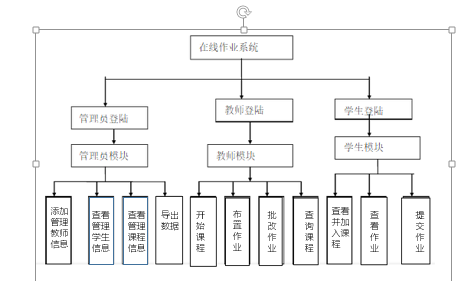 在线作业系统
管理员登陆
教师登陆
学生登陆
管理员模块
教师模块
学生模块
添加
管理
教师
信息
查看
管理
学生
信息
查看
管理
课程
信息
导出
数据
开
始
课
程
布
置
作
业
批
改
作
业
查
询
课
程
查看
并加
入课
程
查
看
作
业
提
交
作
业